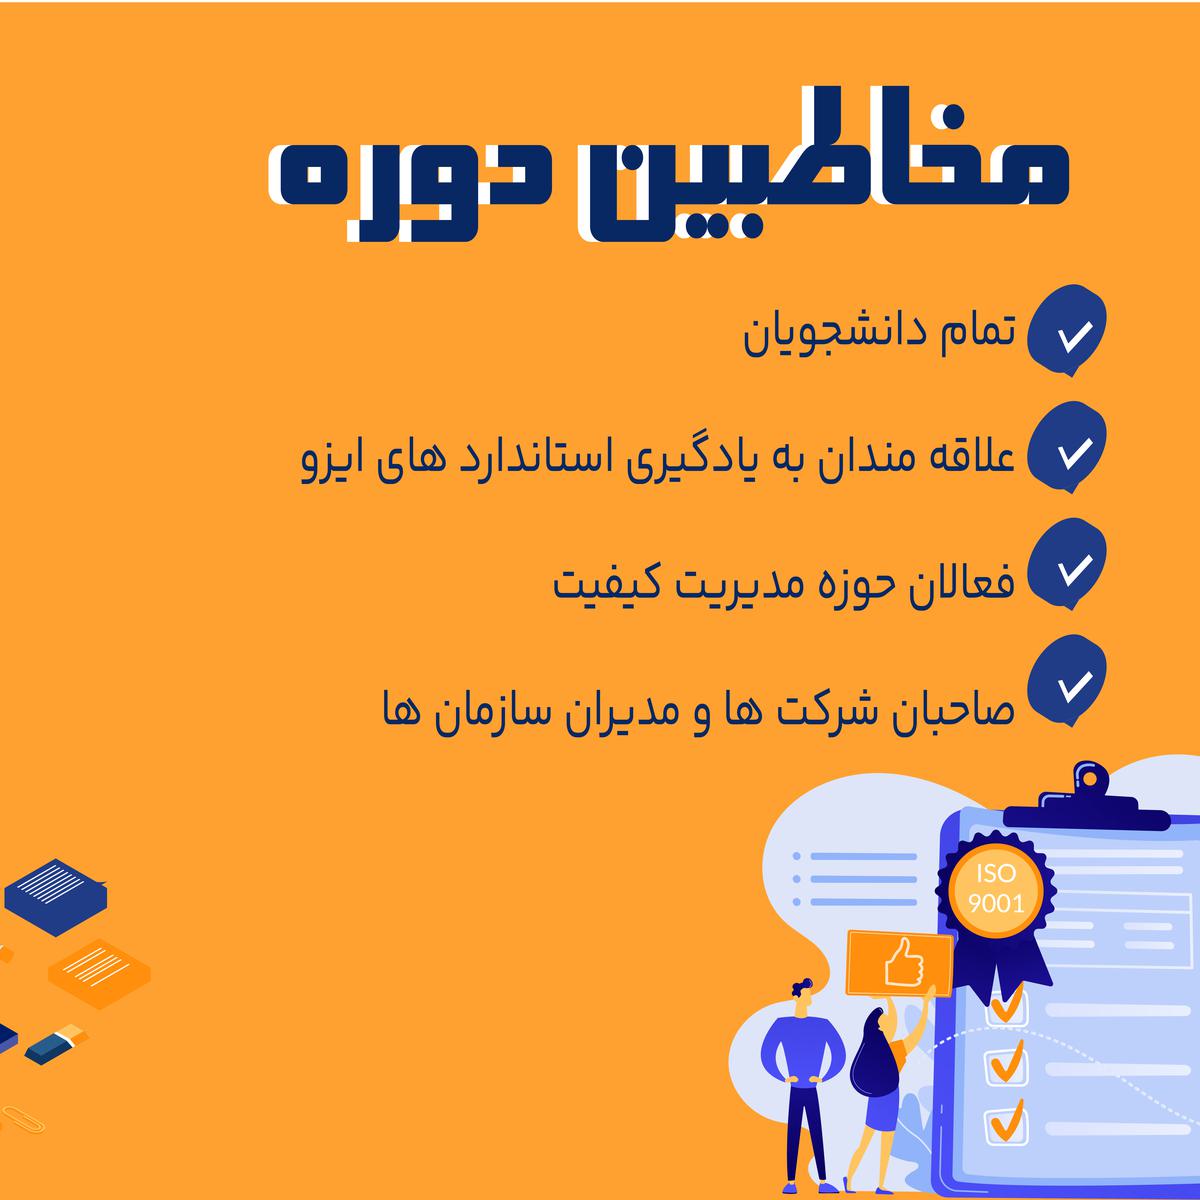 مخاطبین دوره
تمام دانشجویان
علاقه مندان به یادگیری استاندارد های ایزو
فعالان حوزه مدیریت کیفیت
صاحبان شرکت ها و مدیران سازمان ها
ISO
9001